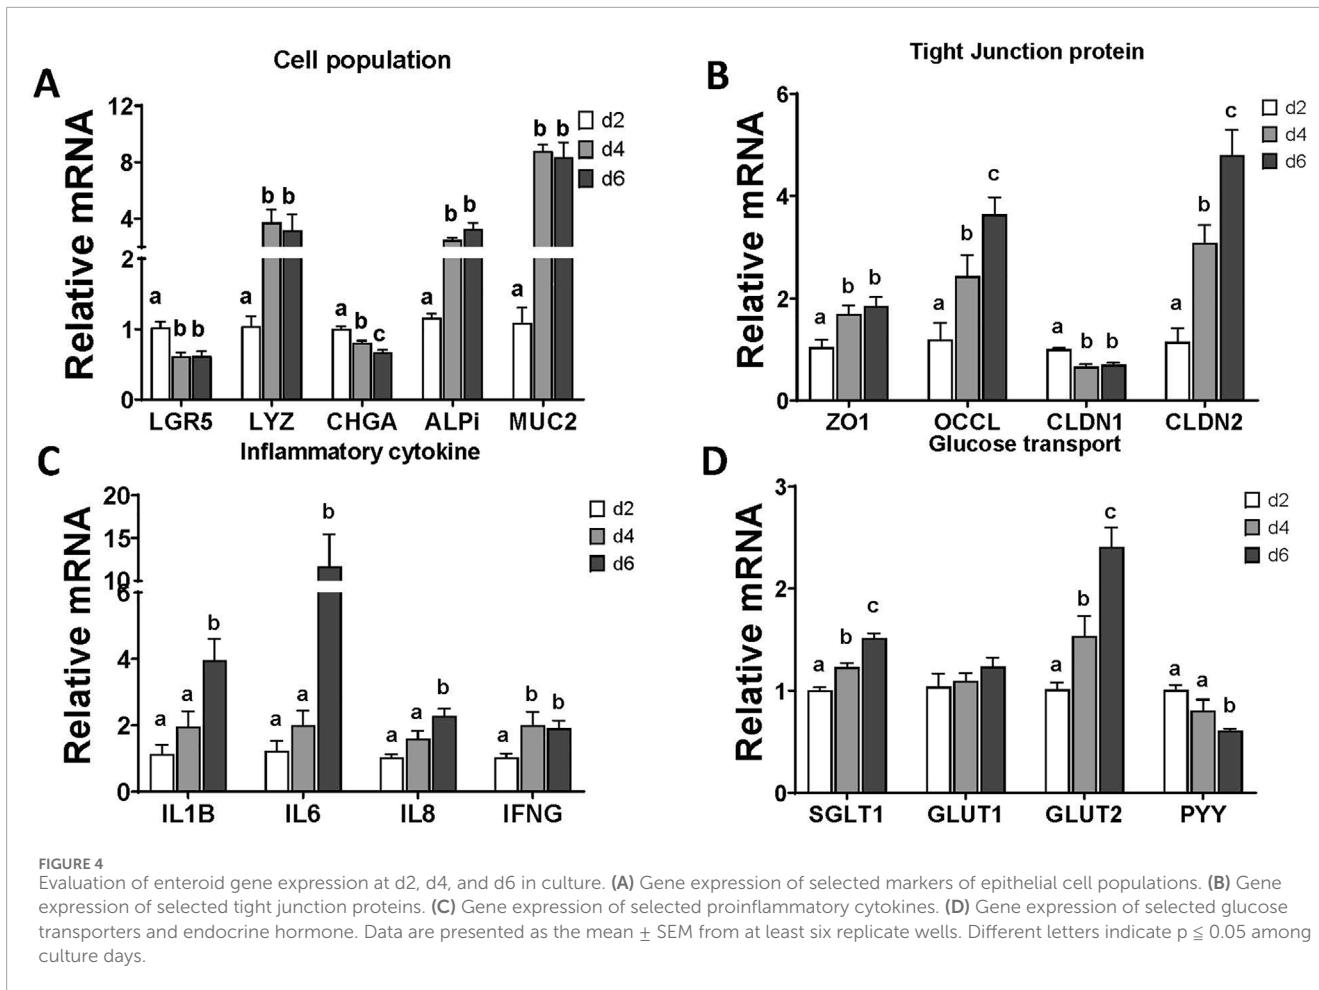 Cell population
A
Relative mRNA
12
8
4
2
1
0
a
b
b
a
b
b
a
b
c
a
b
b
a
b
b
d2
d4
d6
LGR5
LYZ
CHGA
ALPi
MUC2
Tight Junction protein
B
Relative mRNA
6
4
2
0
a
b
b
a
b
c
a
b
b
a
b
c
d2
d4
d6
ZO1
OCCL
CLDN1
CLDN2
Inflammatory cytokine
C
Relative mRNA
20
15
10
6
4
2
0
a
a
b
a
a
b
a
a
b
a
b
b
d2
d4
d6
IL1B
IL6
IL8
IFNG
Glucose transport
D
Relative mRNA
3
2
1
0
a
b
c
a
b
c
a
a
b
d2
d4
d6
SGLT1
GLUT1
GLUT2
PYY
FIGURE 4
Evaluation of enteroid gene expression at d2, d4, and d6 in culture. (A) Gene expression of selected markers of epithelial cell populations. (B) Gene
expression of selected tight junction proteins. (C) Gene expression of selected proinflammatory cytokines. (D) Gene expression of selected glucose
transporters and endocrine hormone. Data are presented as the mean ± SEM from at least six replicate wells. Different letters indicate p ≦ 0.05 among
culture days.